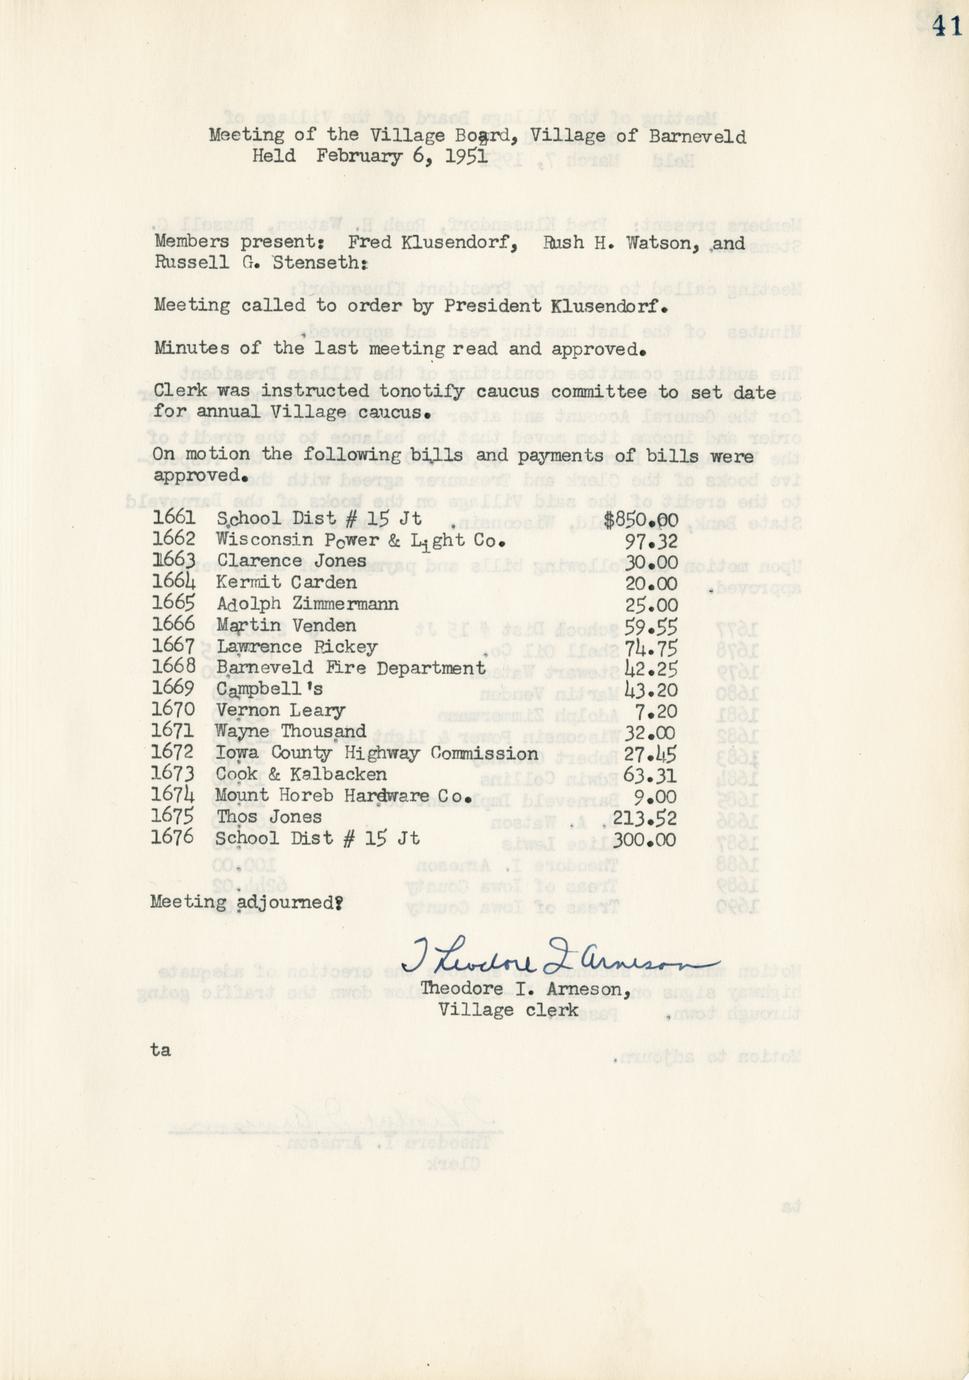 41
Meeting of the Village Board, Village of Barneveld
Held February 6, 1951
Members present: Fred Klusendorf, Rush H. Watson, and
Russell G. Stenseth:
Meeting called to order by President Klusendorf.
Minutes of the last meeting read and approved.
Clerk was instructed tonotify caucus committee to set date
for annual Village caucus.
On motion the following bills and payments of bills were
approved.
1661 School Dist # 15 Jt $850.00
1662 Wisconsin Power & Light Co. 97.32
1663 Clarence Jones 30.00
1664 Kermit Carden 20.00
1665 Adolph Zimmermann 25.00
1666 Martin Venden 59.55
1667 Lawrence Rickey 74.75
1668 Barneveld Fire Department 42.25
1669 Campbell's 43.20
1670 Vernon Leary 7.20
1671 Wayne Thousand 32.00
1672 Iowa County Highway Commission 27.45
1673 Cook & Kalbacken 63.31
1674 Mount Horeb Hardware Co. 9.00
1675 Thos Jones 213.52
1676 School Dist # 15 Jt 300.00
Meeting adjourned?
Theodore I Arneson
Theodore I. Arneson,
Village clerk
ta